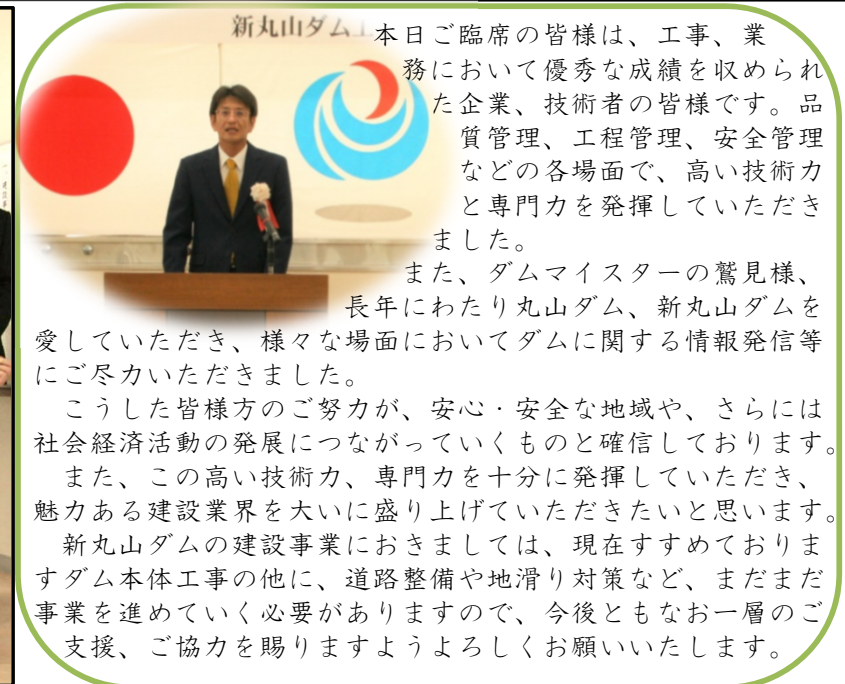 新丸山ダム工
本日ご臨席の皆様は、工事、業
務において優秀な成績を収められ
た企業、技術者の皆様です。品
質管理、工程管理、安全管理
などの各場面で、高い技術力
と専門力を発揮していただき
ました。
また、ダムマイスターの鷲見様、
長年にわたり丸山ダム、新丸山ダムを
愛していただき、様々な場面においてダムに関する情報発信等
にご尽力いただきました。
こうした皆様方のご努力が、安心・安全な地域や、さらには
社会経済活動の発展につながっていくものと確信しております。
また、この高い技術力、専門力を十分に発揮していただき、
魅力ある建設業界を大いに盛り上げていただきたいと思います。
新丸山ダムの建設事業におきましては、現在すすめておりま
すダム本体工事の他に、道路整備や地滑り対策など、まだまだ
事業を進めていく必要がありますので、今後ともなお一層のご
支援、ご協力を賜りますようよろしくお願いいたします。